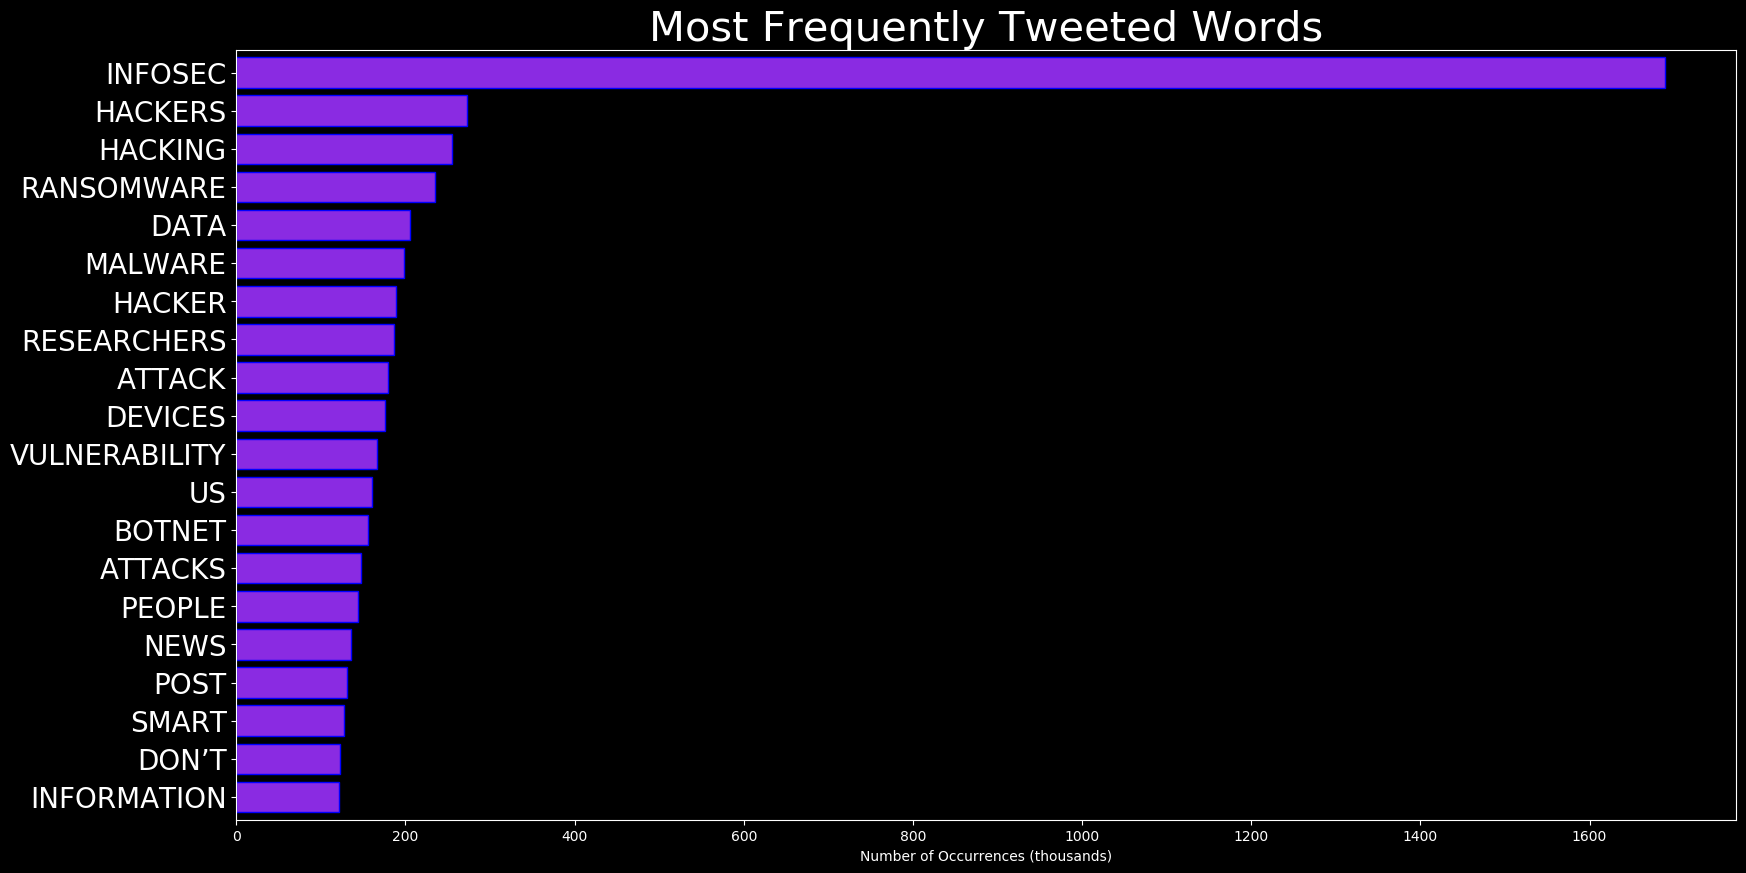 Most Frequently Tweeted Words
INFOSEC
HACKERS
HACKING
RANSOMWARE
DATA
MALWARE
HACKER
RESEARCHERS
ATTACK
DEVICES
VULNERABILITY
US
BOTNET
ATTACKS
PEOPLE
NEWS
POST
SMART
DON’T
INFORMATION
0 200 400 600 800 1000 1200 1400 1600
Number of Occurrences (thousands)